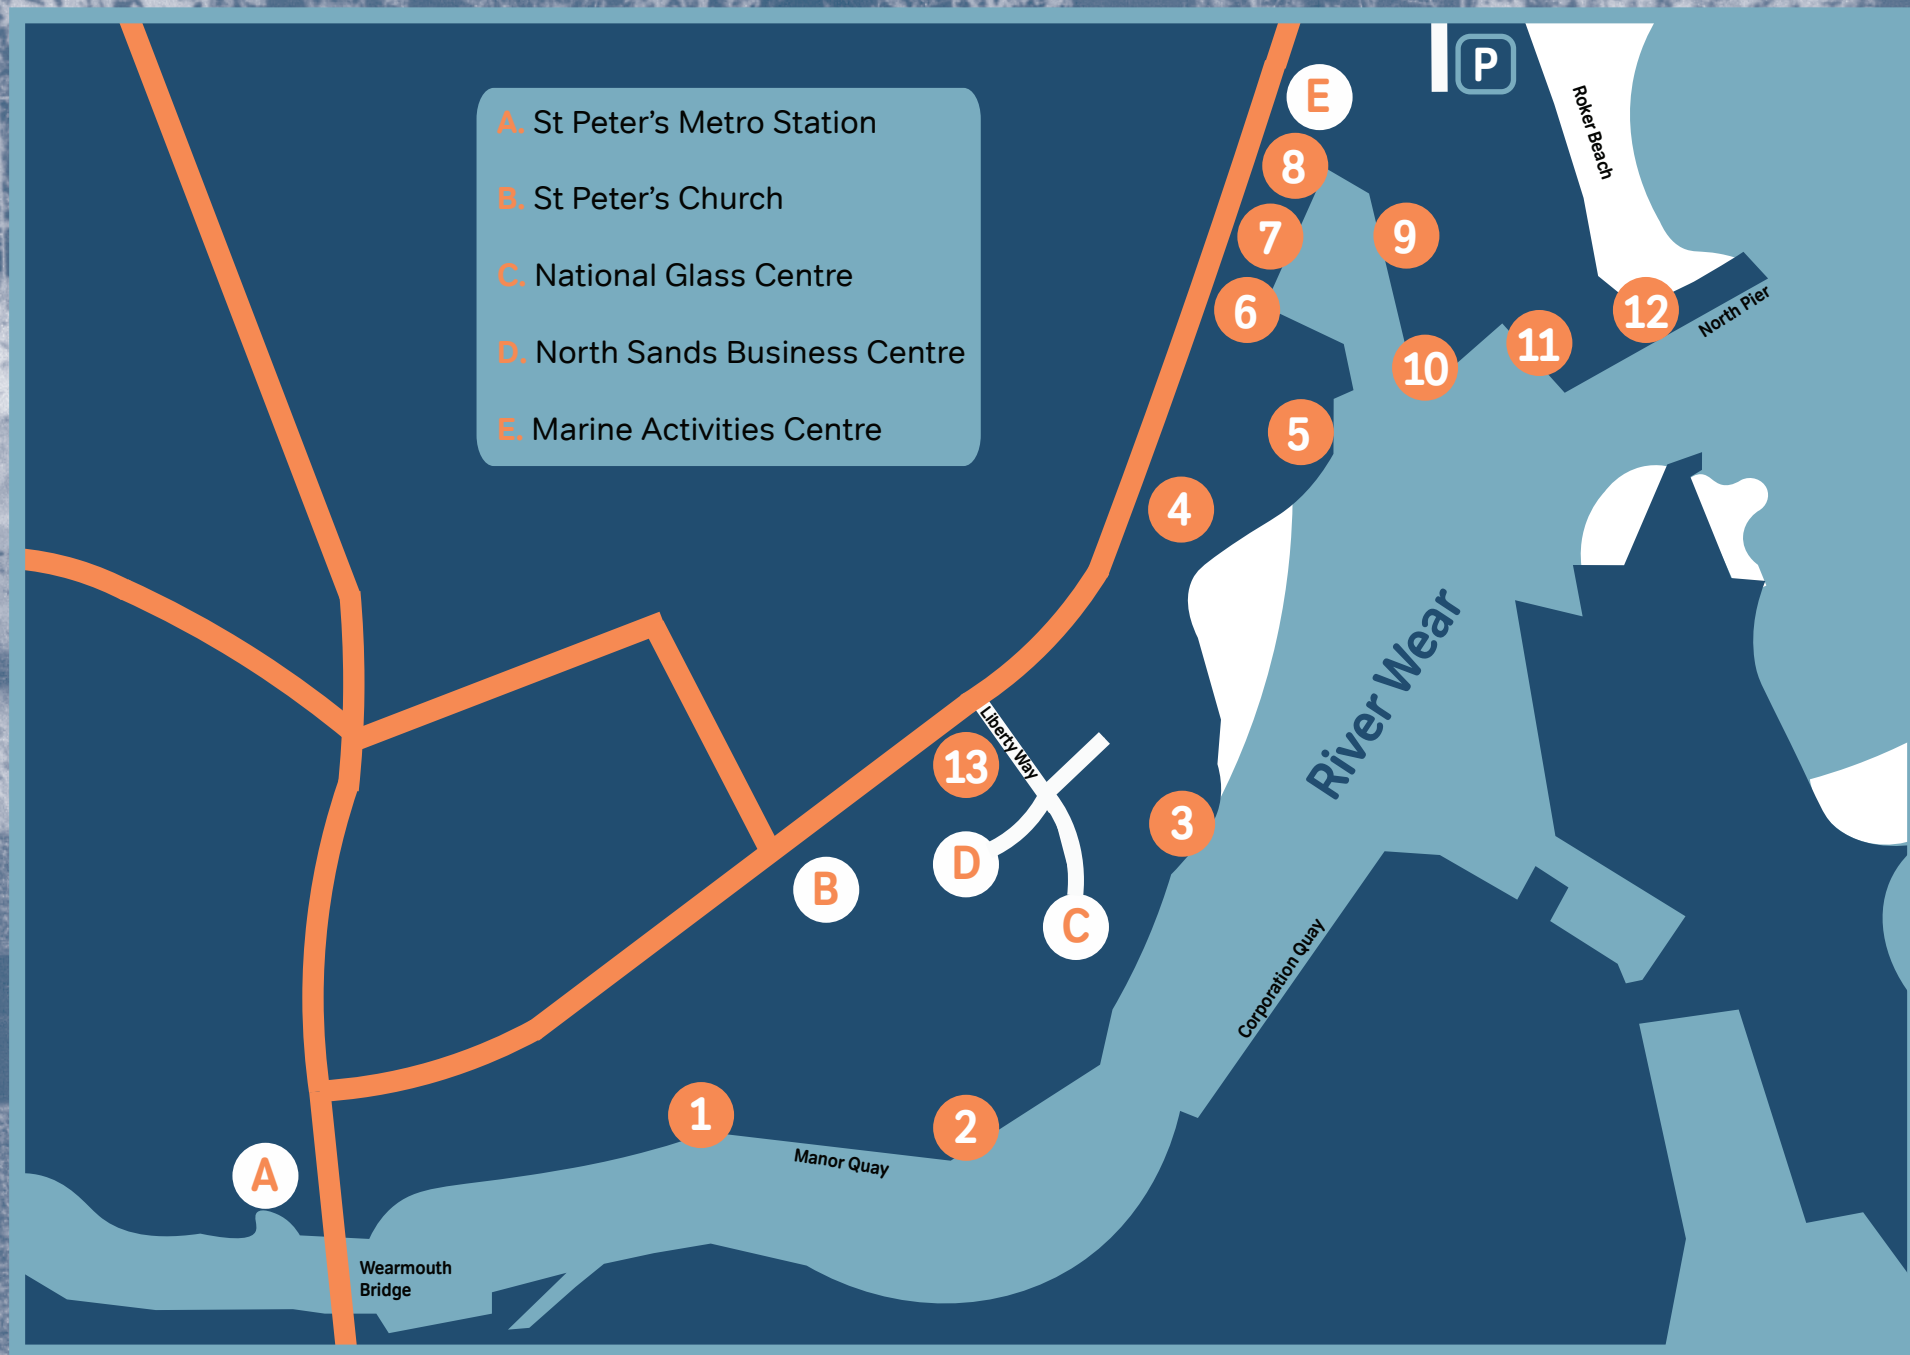 A. St Peter’s Metro Station
B. St Peter’s Church
C. National Glass Centre
D. North Sands Business Centre
E. Marine Activities Centre
P
E
Roker Beach
8
7
9
6
12
North Pier
11
10
5
4
River Wear
Liberty Way
13
3
D
B
C
Corporation Quay
1
2
Manor Quay
A
Wearmouth
Bridge